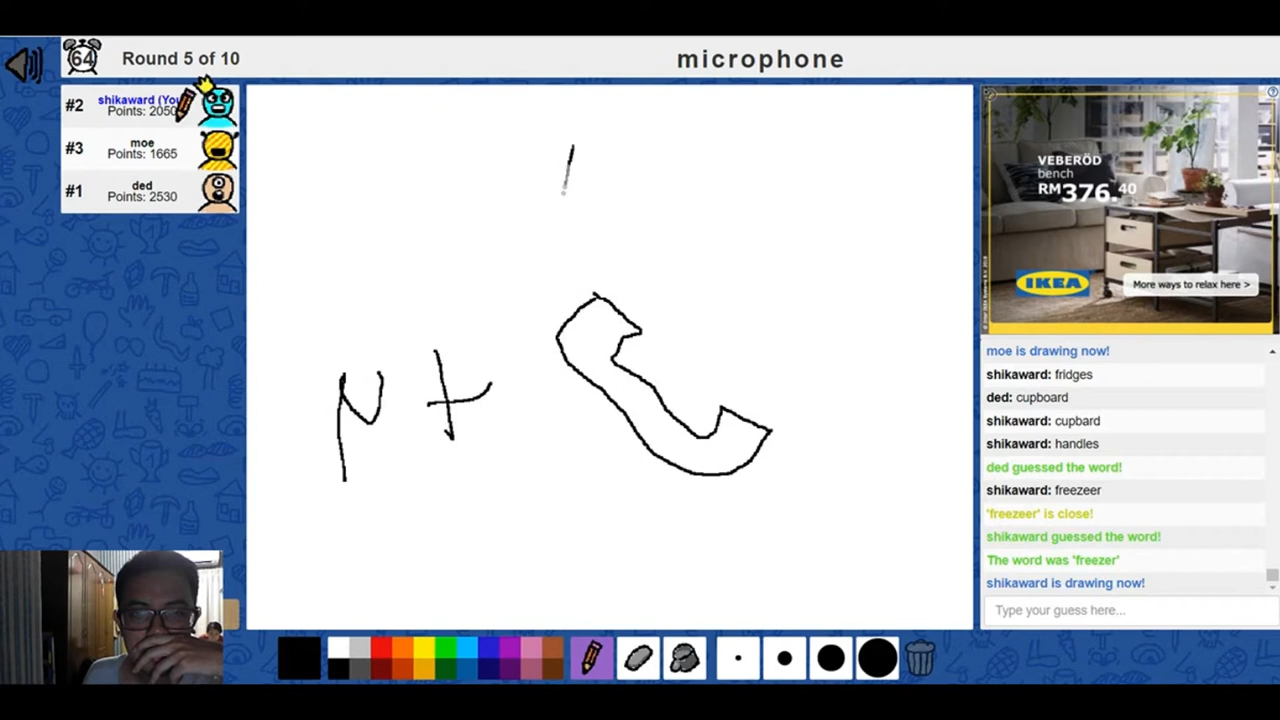 64
Round 5 of 10
microphone
#2
shikaward (You
Points: 2050
#3
moe
Points: 1665
#1
ded
Points: 2530
μ +
VEBERÖD
bench
RM376.40
IKEA
More ways to relax here >
moe is drawing now!
shikaward: fridges
ded: cupboard
shikaward: cupbard
shikaward: handles
ded guessed the word!
shikaward: freezeer
'freezeer' is close!
shikaward guessed the word!
The word was 'freezer'
shikaward is drawing now!
Type your guess here...